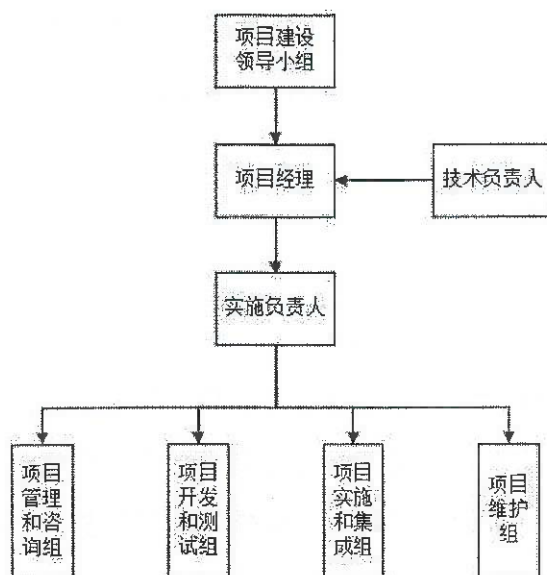 项目建设
领导小组
项目经理
技术负责人
实施负责人
项目
管理
和咨
询组
项目
开发
和测
试组
项目
实施
和集
成组
项目
维护
组